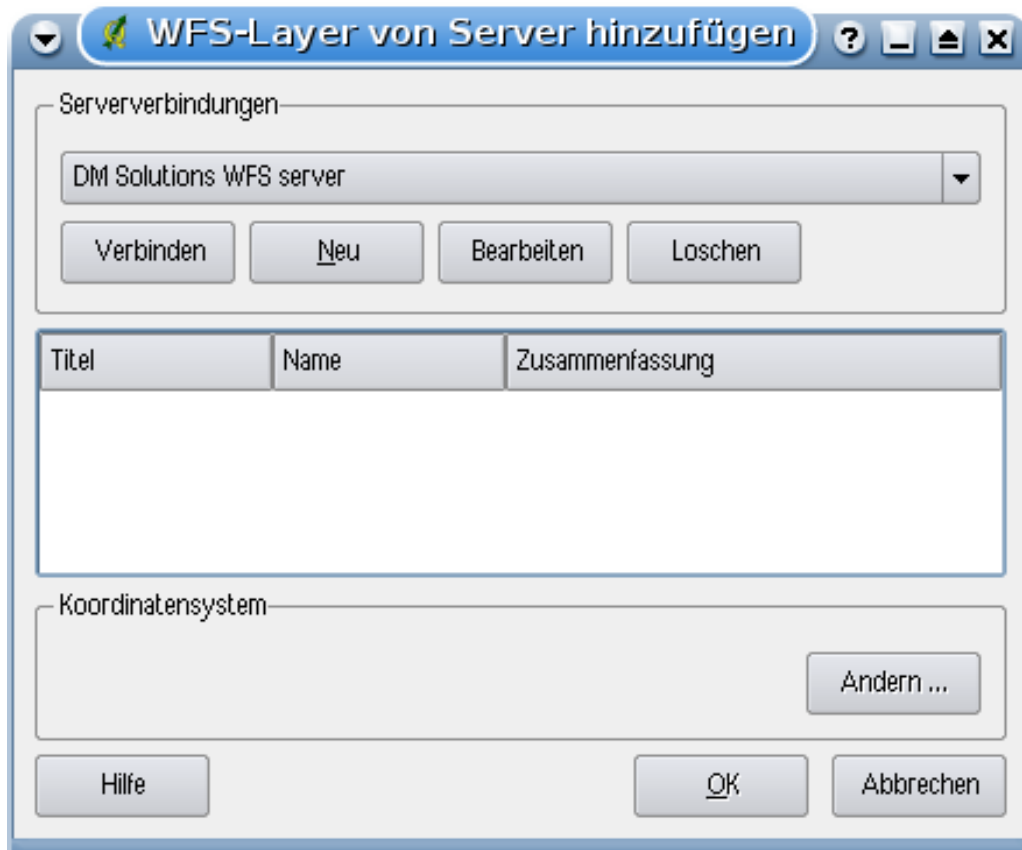 WFS-Layer von Server hinzufügen
Serververbindungen
DM Solutions WFS server
Verbinden Neu Bearbeiten Loschen
Titel Name Zusammenfassung
Koordinatensystem
Andern ...
Hilfe OK Abbrechen